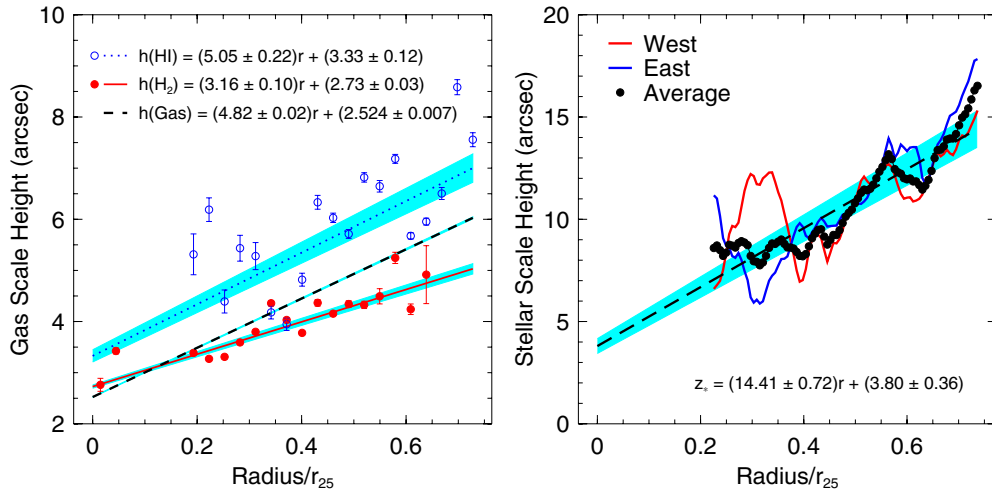 h(HI) = (5.05 ± 0.22)r + (3.33 ± 0.12)
h(H₂) = (3.16 ± 0.10)r + (2.73 ± 0.03)
h(Gas) = (4.82 ± 0.02)r + (2.524 ± 0.007)
Gas Scale Height (arcsec)
10
8
6
4
2
0
0.2
0.4
0.6
Radius/r₂₅
West
East
Average
z* = (14.41 ± 0.72)r + (3.80 ± 0.36)
Stellar Scale Height (arcsec)
20
15
10
5
0
0
0.2
0.4
0.6
Radius/r₂₅